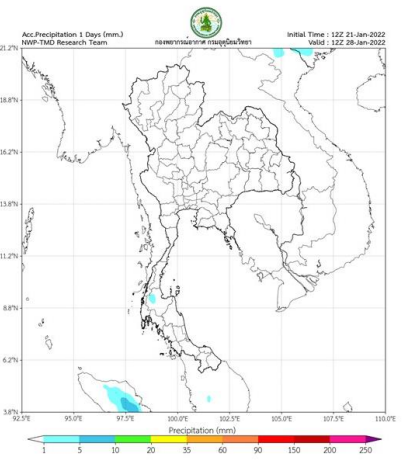 Acc.Precipitation 1 Days (mm.)
NWP-TMD Research Team
กองพยากรณ์อากาศ กรมอุตุนิยมวิทยา
Initial Time : 12Z 21-Jan-2022
Valid : 12Z 28-Jan-2022
21.2°N
18.8°N
16.2°N
13.8°N
11.2°N
8.8°N
6.2°N
3.8°N
92.5°E 95.0°E 97.5°E 100.0°E 102.5°E 105.0°E 107.5°E 110.0°E
Precipitation (mm)
1 5 10 20 35 60 90 150 200 250